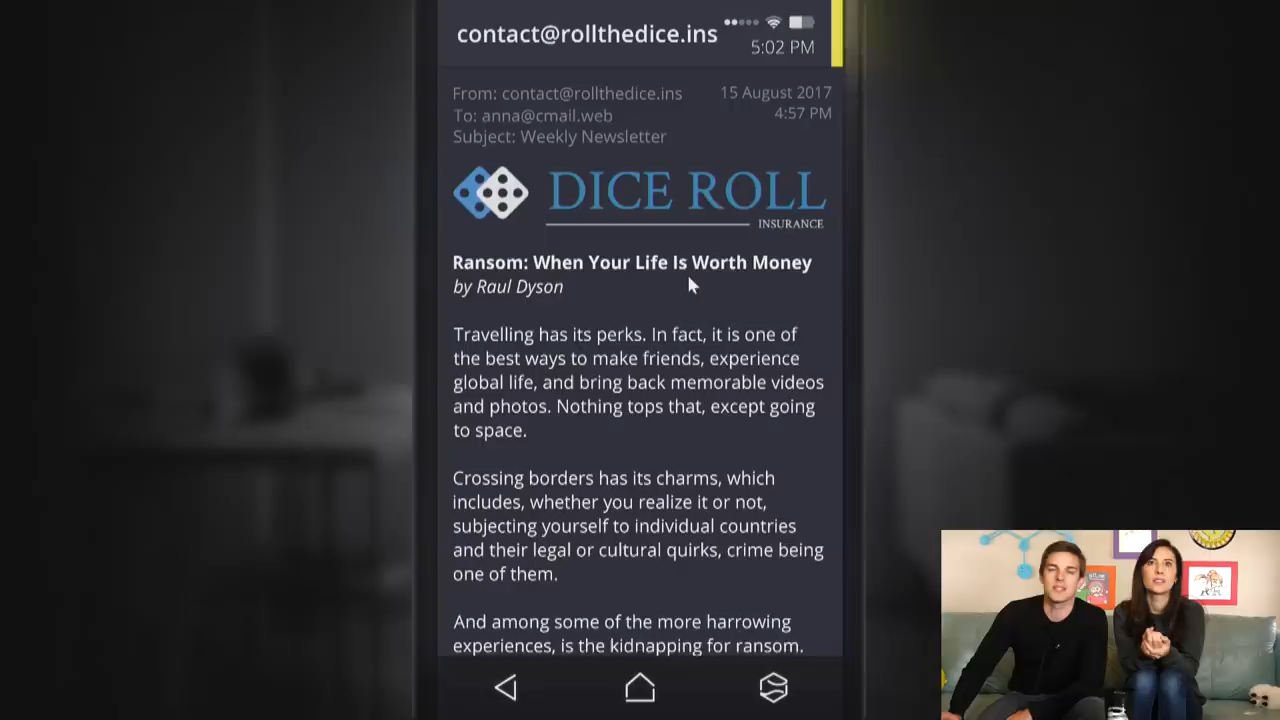 contact@rollthedice.ins
5:02 PM
From: contact@rollthedice.ins
15 August 2017
To: anna@cmail.web
4:57 PM
Subject: Weekly Newsletter
DICE ROLL
INSURANCE
Ransom: When Your Life Is Worth Money
by Raul Dyson
Travelling has its perks. In fact, it is one of
the best ways to make friends, experience
global life, and bring back memorable videos
and photos. Nothing tops that, except going
to space.
Crossing borders has its charms, which
includes, whether you realize it or not,
subjecting yourself to individual countries
and their legal or cultural quirks, crime being
one of them.
And among some of the more harrowing
experiences, is the kidnapping for ransom.